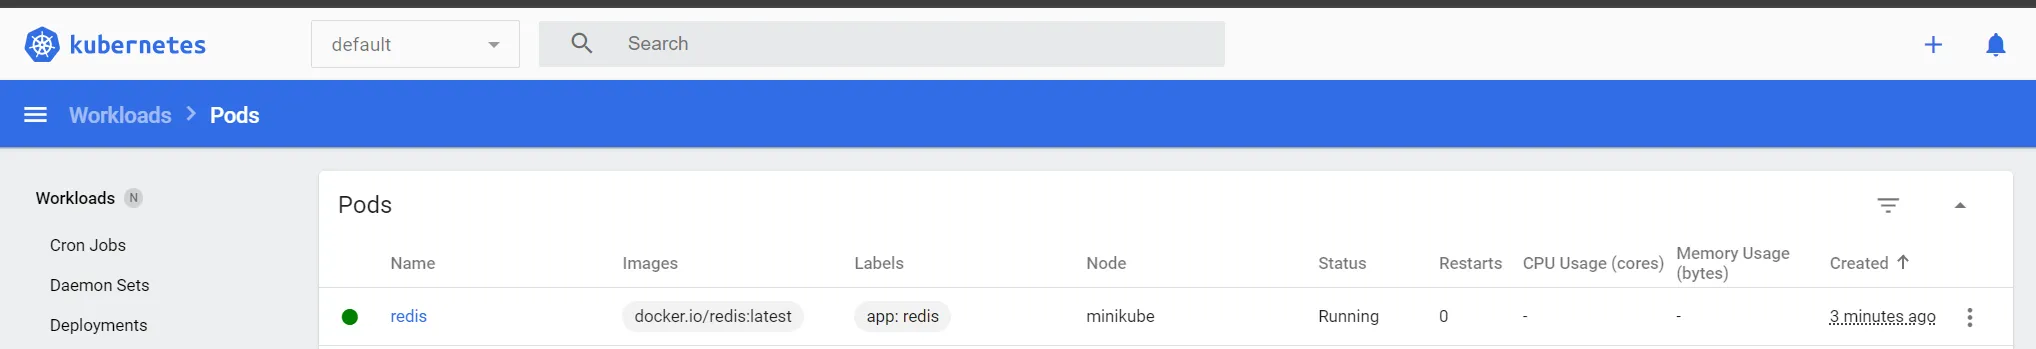 kubernetes
default
Search
Workloads > Pods
Workloads N
Cron Jobs
Daemon Sets
Deployments
Pods
Name Images Labels Node Status Restarts CPU Usage (cores) Memory Usage (bytes) Created
redis docker.io/redis:latest app: redis minikube Running 0 - - 3 minutes ago